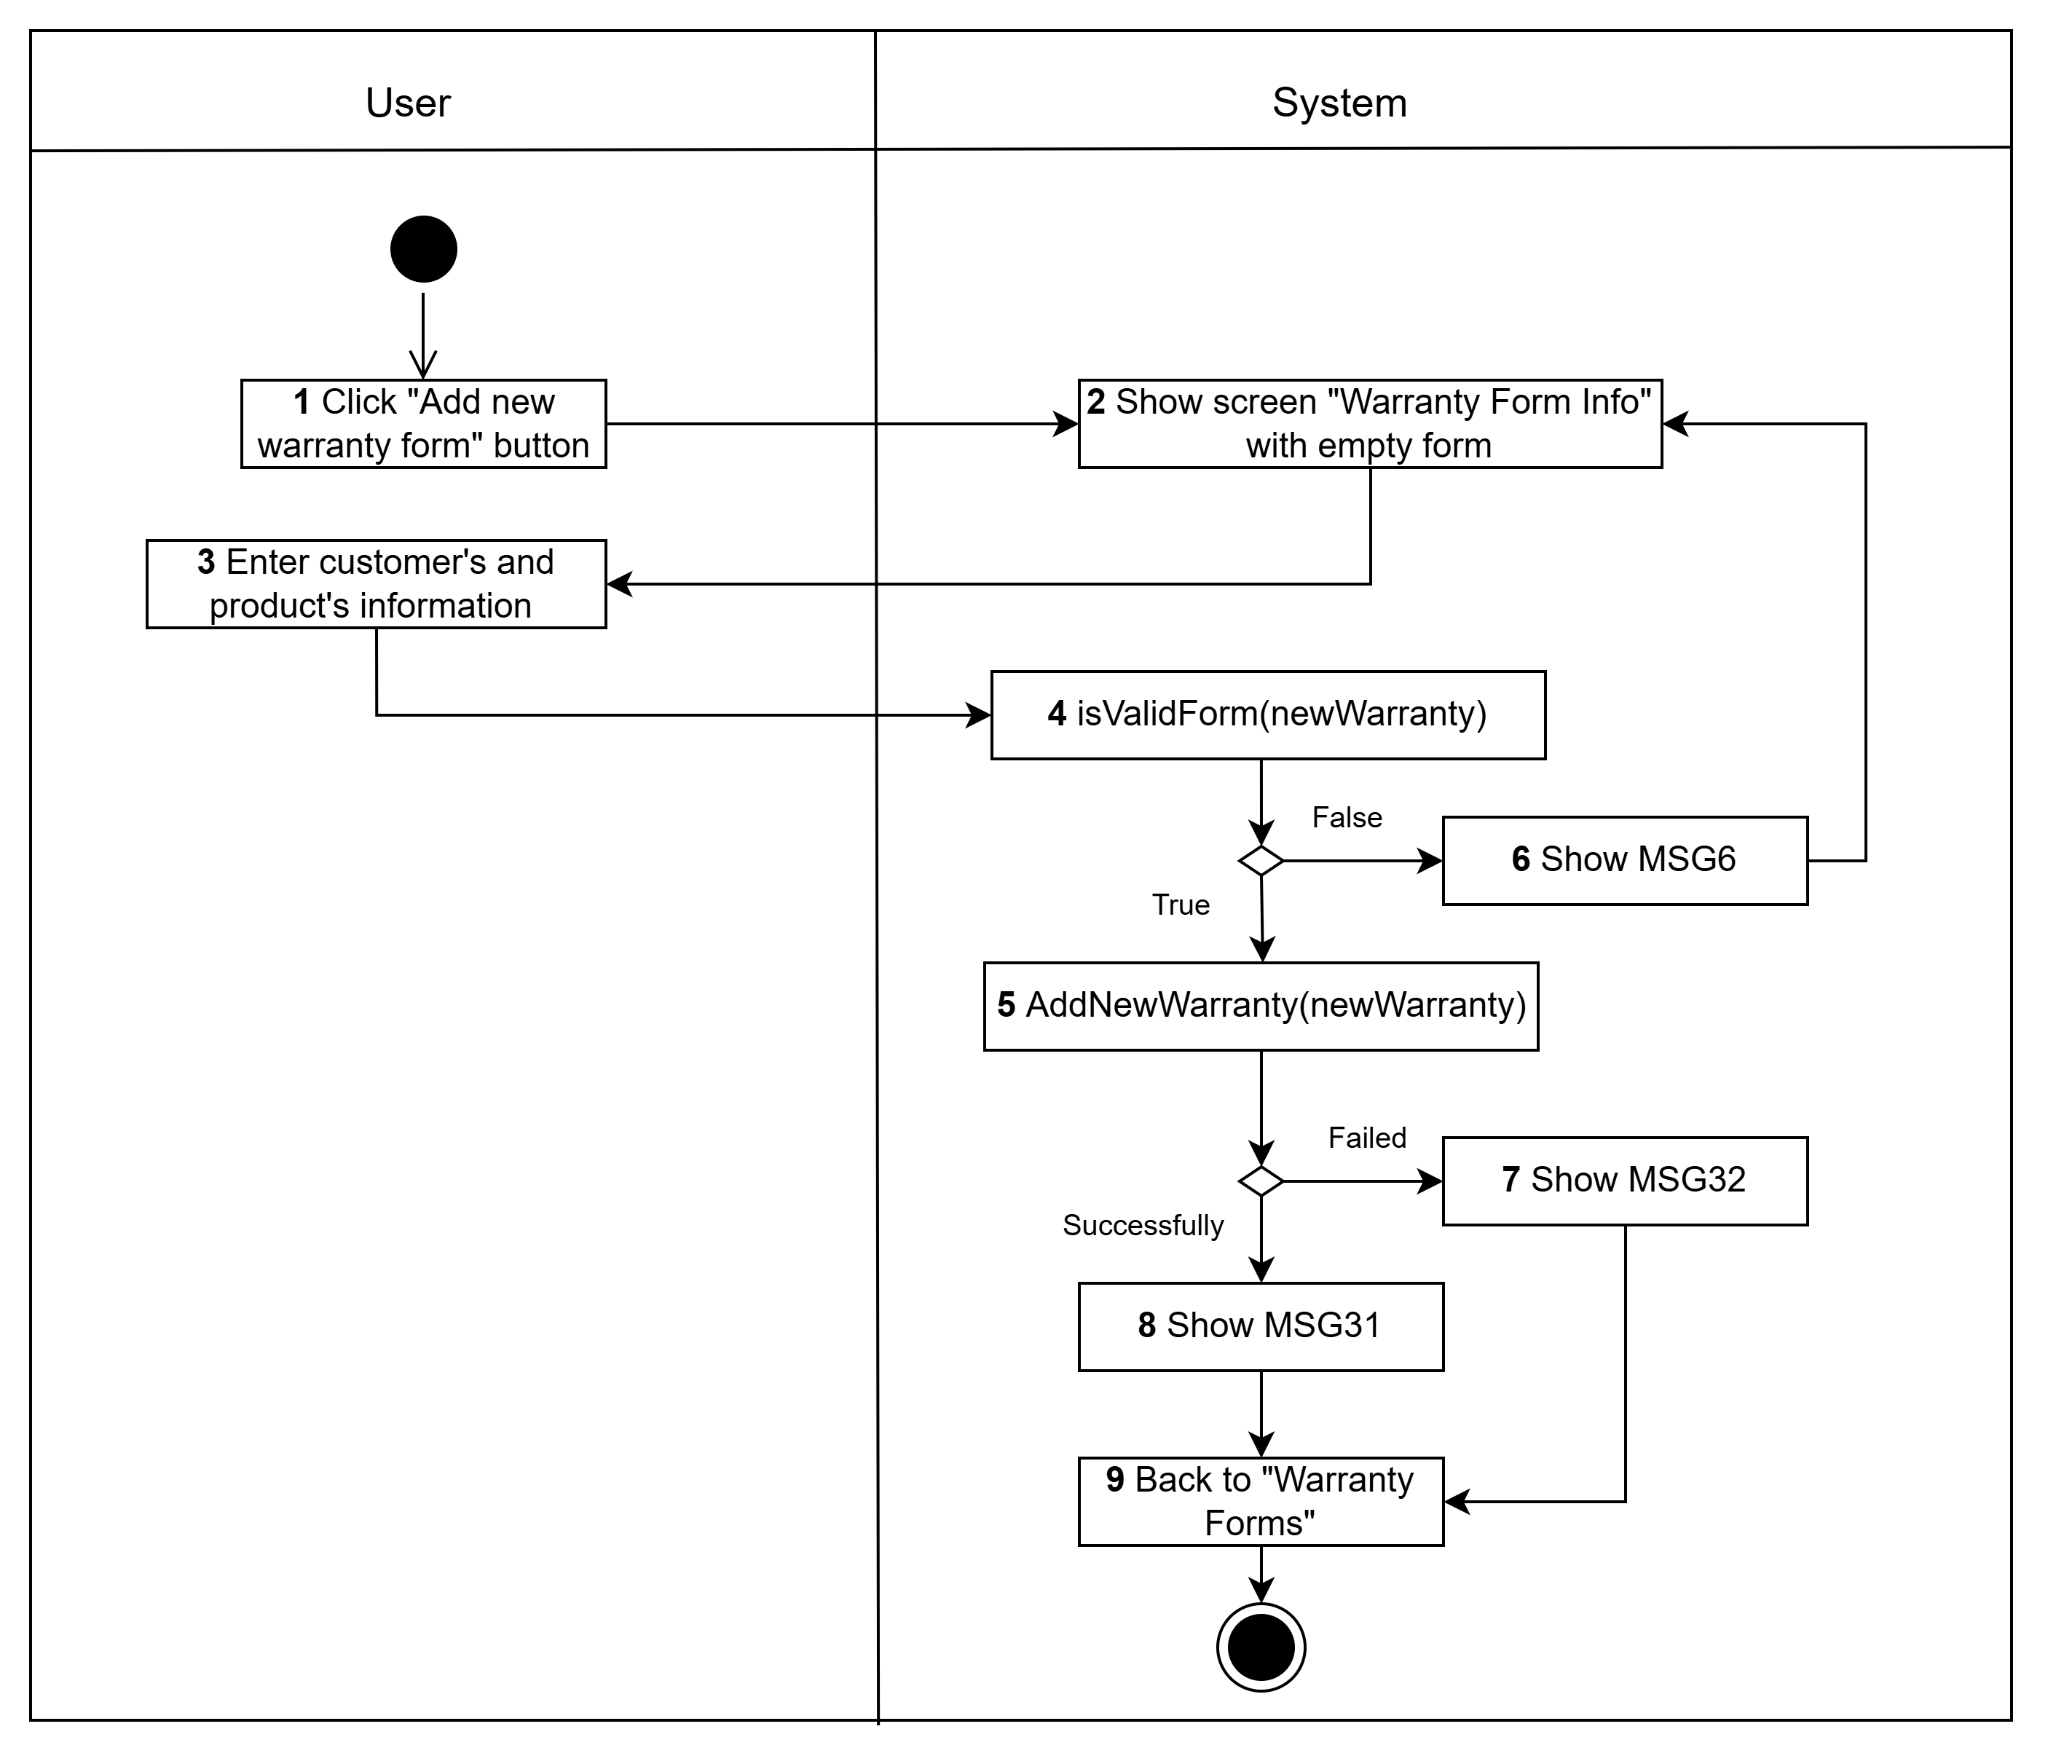 User
System
1 Click "Add new
warranty form" button
2 Show screen "Warranty Form Info"
with empty form
3 Enter customer's and
product's information
4 isValidForm(newWarranty)
False
6 Show MSG6
True
5 AddNewWarranty(newWarranty)
Failed
7 Show MSG32
Successfully
8 Show MSG31
9 Back to "Warranty
Forms"